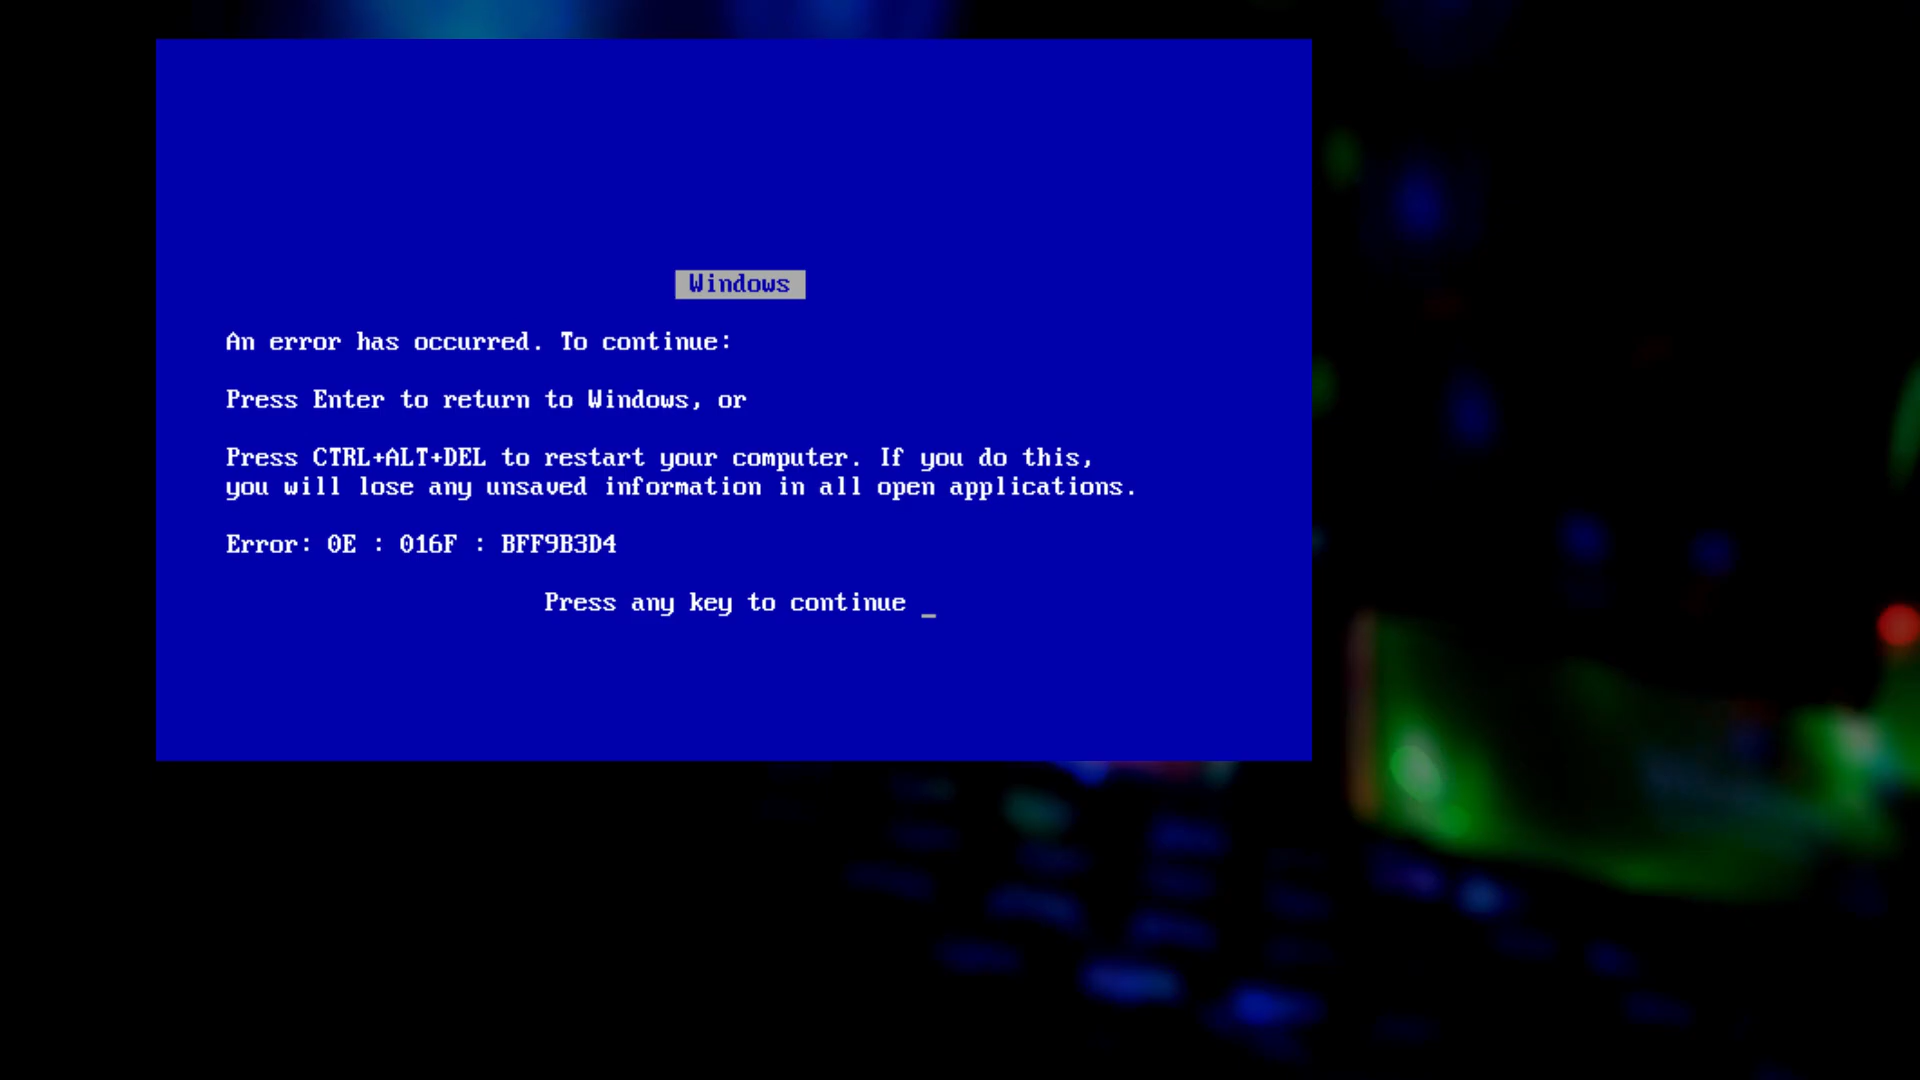 Windows
An error has occurred. To continue:
Press Enter to return to Windows, or
Press CTRL+ALT+DEL to restart your computer. If you do this,
you will lose any unsaved information in all open applications.
Error: 0E : 016F : BFF9B3D4
Press any key to continue _